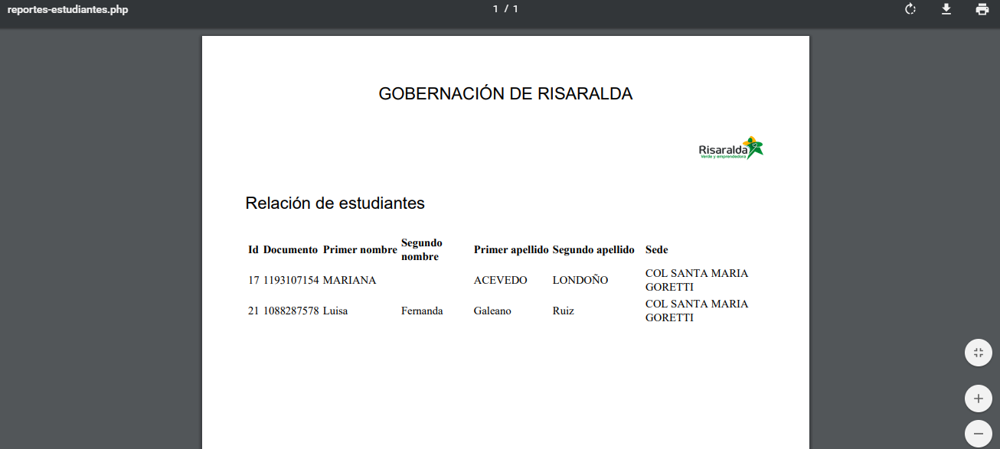 reportes-estudiantes.php
1 / 1
GOBERNACIÓN DE RISARALDA
Risaralda
Verde y emprendedora
Relación de estudiantes
Id Documento Primer nombre Segundo nombre Primer apellido Segundo apellido Sede
17 1193107154 MARIANA ACEVEDO LONDOÑO COL SANTA MARIA
GORETTI
21 1088287578 Luisa Fernanda Galeano Ruiz COL SANTA MARIA
GORETTI